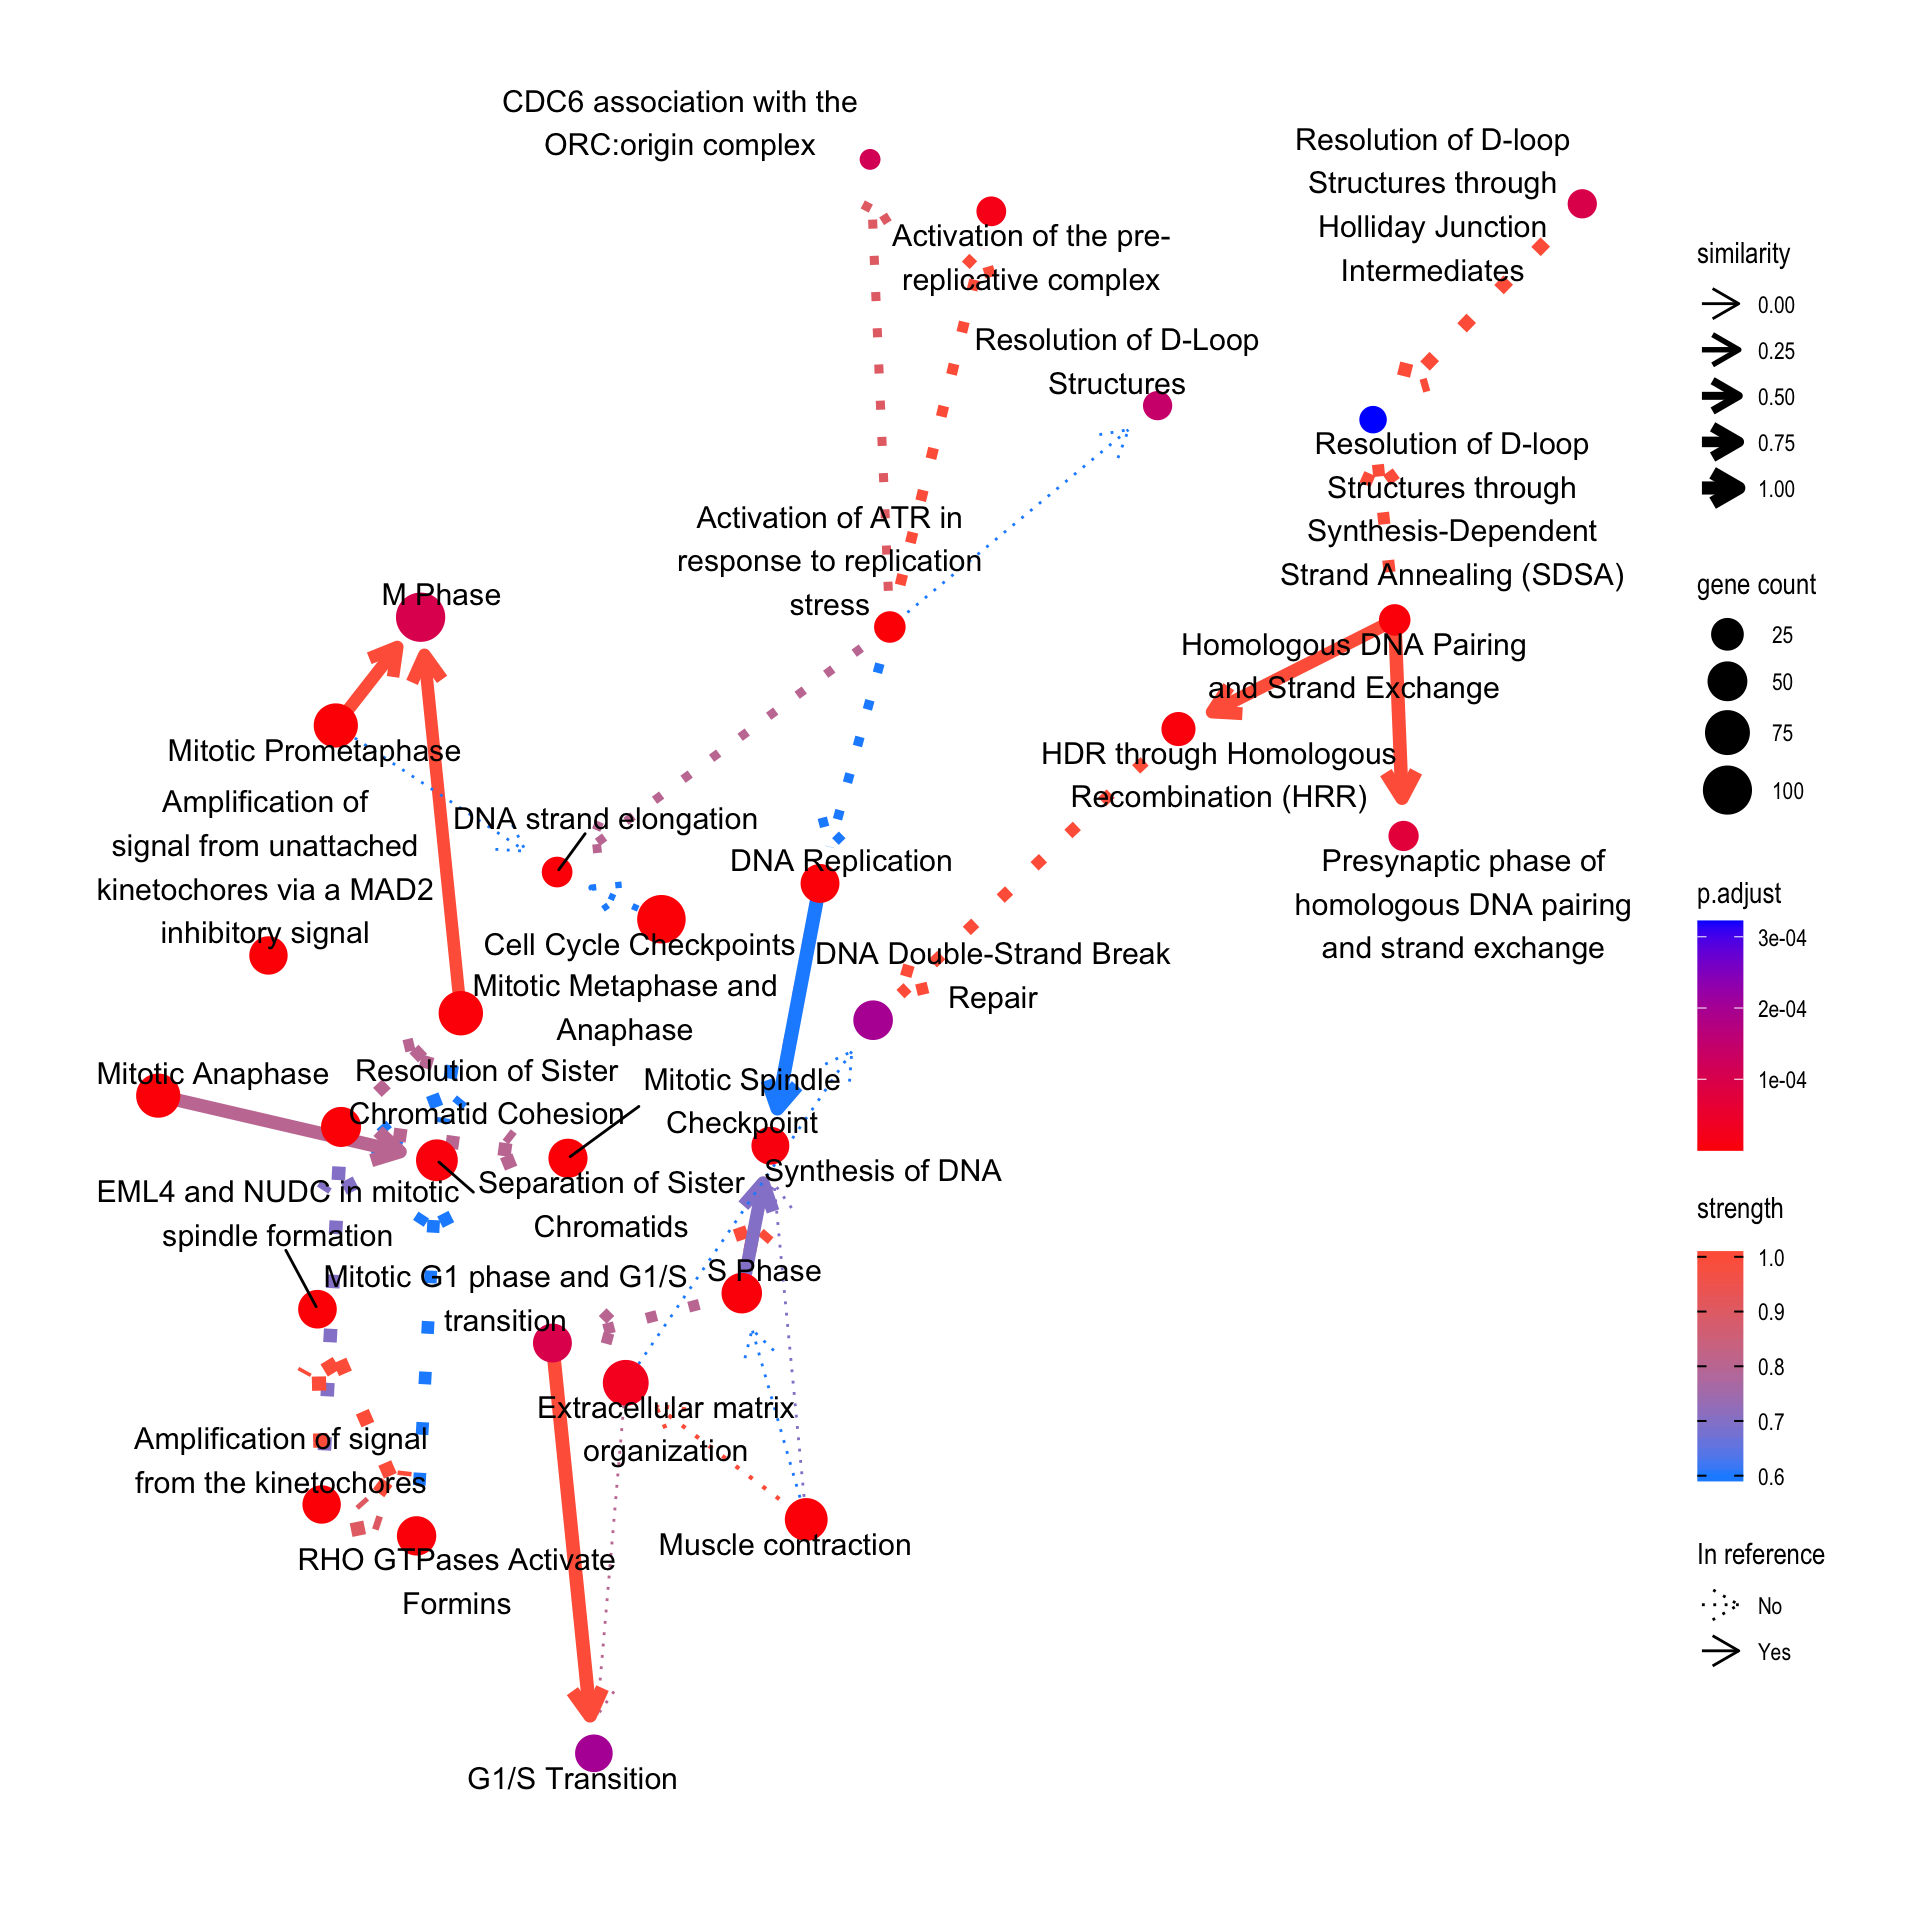 CDC6 association with the
ORC:origin complex
Resolution of D-loop
Structures through
Holliday Junction
Intermediates
Activation of the pre-
replicative complex
Resolution of D-Loop
Structures
Resolution of D-loop
Structures through
Synthesis-Dependent
Strand Annealing (SDSA)
Activation of ATR in
response to replication
stress
M Phase
Homologous DNA Pairing
and Strand Exchange
Mitotic Prometaphase
HDR through Homologous
Recombination (HRR)
Amplification of
signal from unattached
kinetochores via a MAD2
inhibitory signal
DNA strand elongation
DNA Replication
Presynaptic phase of
homologous DNA pairing
and strand exchange
Cell Cycle Checkpoints
DNA Double-Strand Break
Repair
Mitotic Metaphase and
Anaphase
Mitotic Anaphase
Resolution of Sister
Chromatid Cohesion
Mitotic Spindle
Checkpoint
Synthesis of DNA
EML4 and NUDC in mitotic
spindle formation
Separation of Sister
Chromatids
Mitotic G1 phase and G1/S
transition
S Phase
Extracellular matrix
organization
Amplification of signal
from the kinetochores
Muscle contraction
RHO GTPases Activate
Formins
G1/S Transition
similarity
0.00
0.25
0.50
0.75
1.00
gene count
25
50
75
100
p.adjust
3e-04
2e-04
1e-04
strength
1.0
0.9
0.8
0.7
0.6
In reference
No
Yes